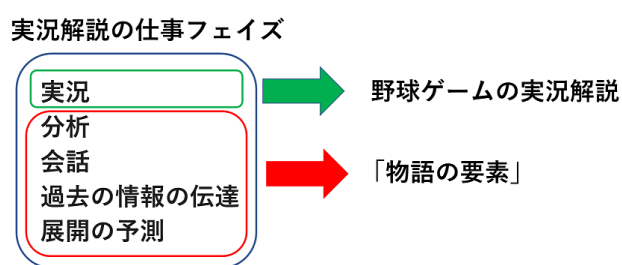 実況解説の仕事フェイズ
実況
野球ゲームの実況解説
分析
会話
過去の情報の伝達
展開の予測
「物語の要素」